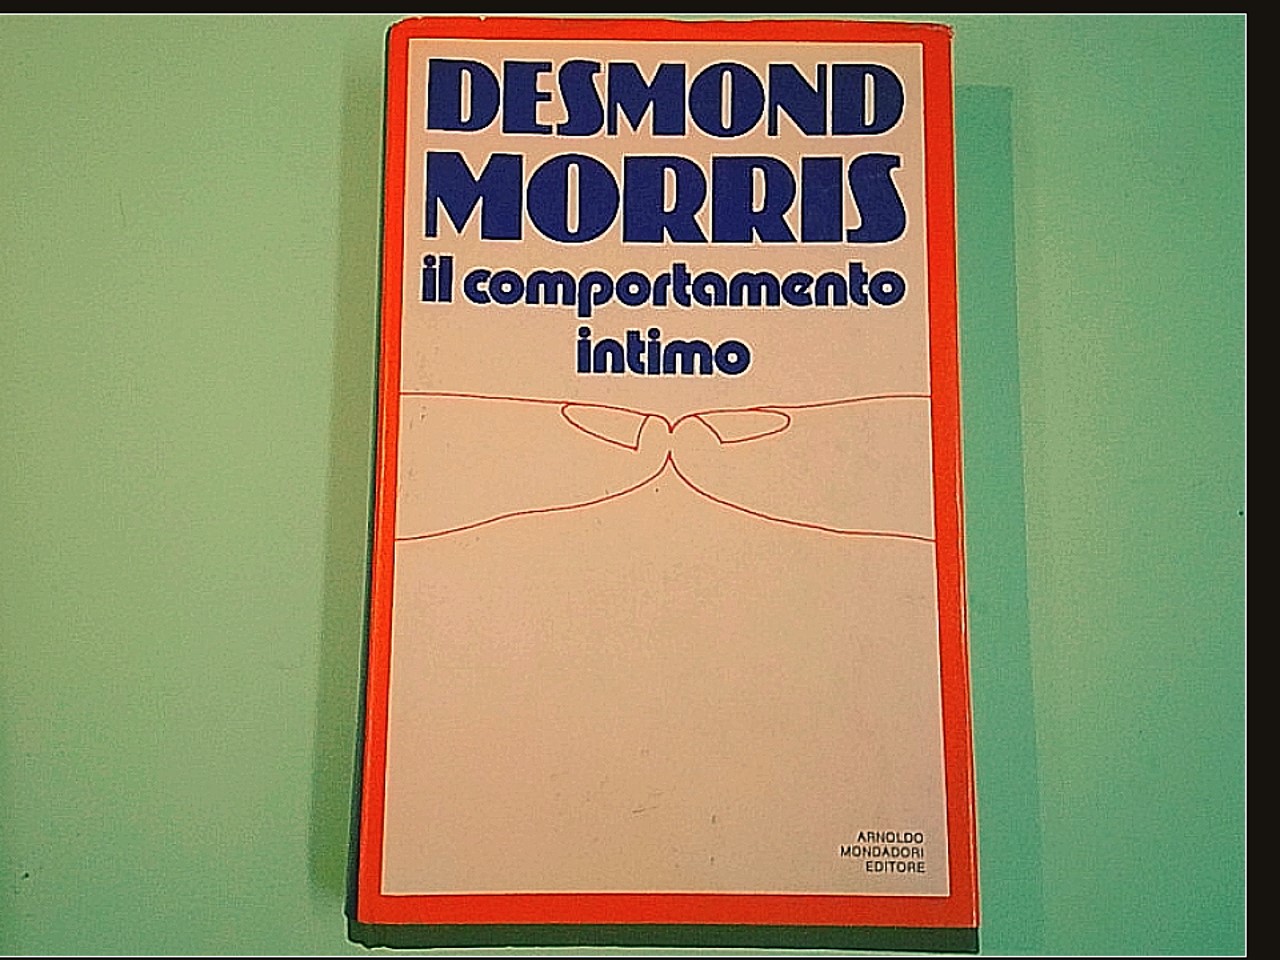 DESMOND
MORRIS
il comportamento
intimo
ARNOLDO
MONDADORI
EDITORE